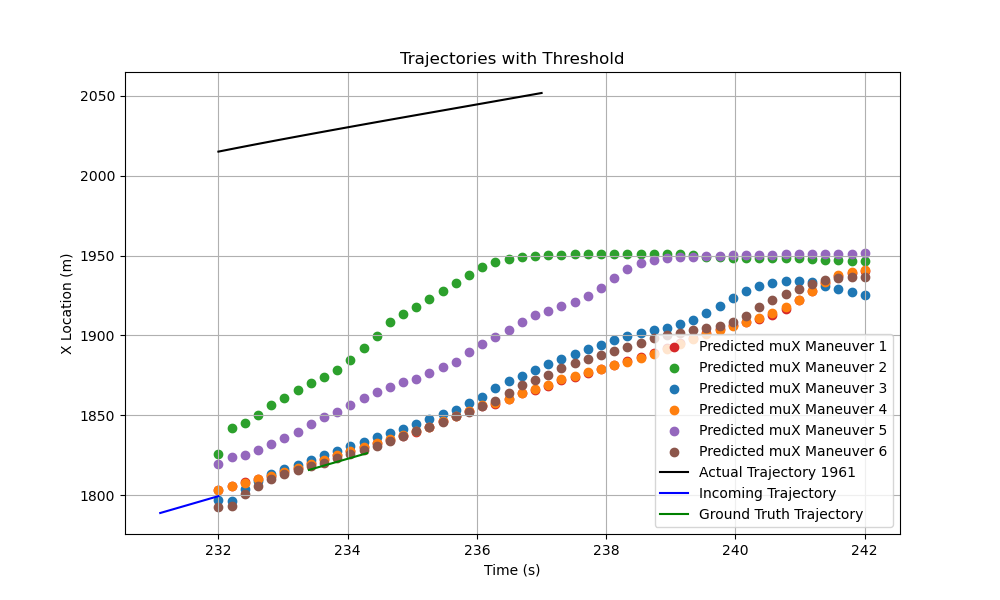 Trajectories with Threshold
X Location (m)
2050
2000
1950
1900
1850
1800
232
234
236
238
240
242
Time (s)
Predicted muX Maneuver 1
Predicted muX Maneuver 2
Predicted muX Maneuver 3
Predicted muX Maneuver 4
Predicted muX Maneuver 5
Predicted muX Maneuver 6
Actual Trajectory 1961
Incoming Trajectory
Ground Truth Trajectory